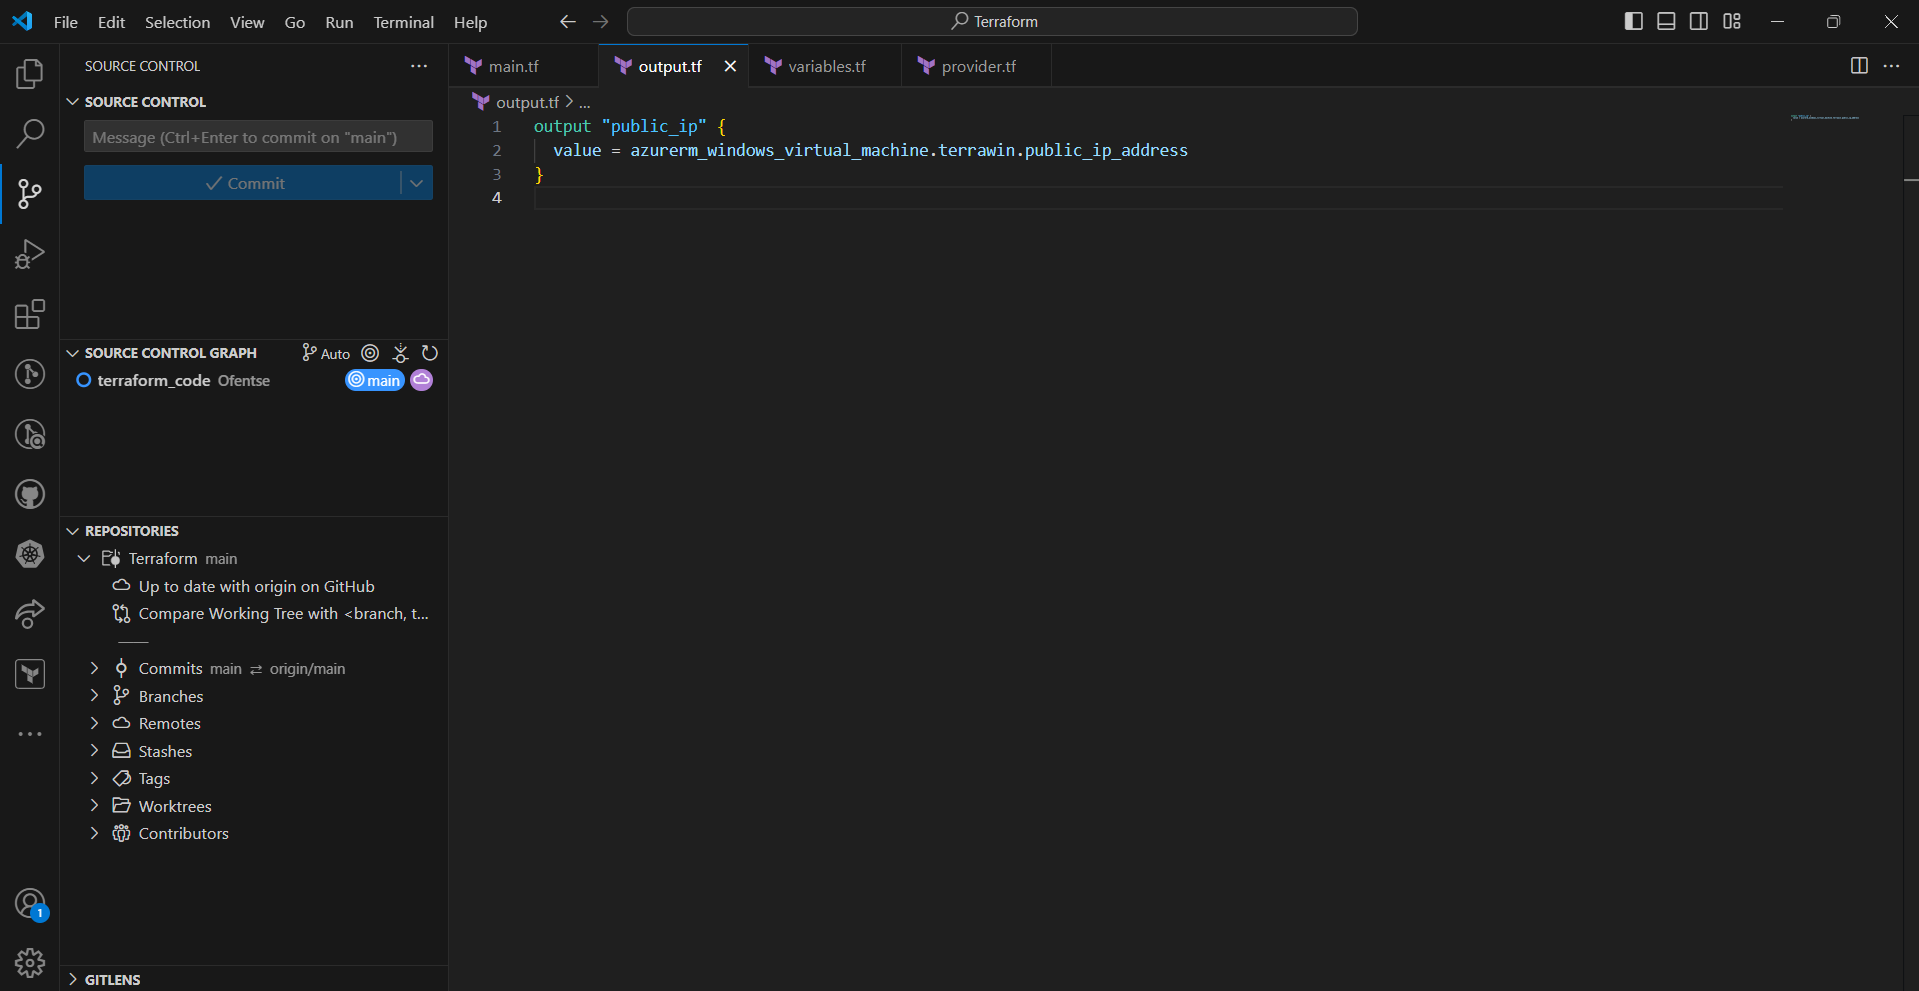 File Edit Selection View Go Run Terminal Help
Terraform
SOURCE CONTROL
SOURCE CONTROL
Message (Ctrl+Enter to commit on "main")
Commit
SOURCE CONTROL GRAPH Auto
terraform_code Ofentse main
REPOSITORIES
Terraform main
Up to date with origin on GitHub
Compare Working Tree with <branch, t...
Commits main ⇄ origin/main
Branches
Remotes
Stashes
Tags
Worktrees
Contributors
GITLENS
1
main.tf output.tf variables.tf provider.tf
output.tf > ...
1 output "public_ip" {
2 value = azurerm_windows_virtual_machine.terrawin.public_ip_address
3 }
4